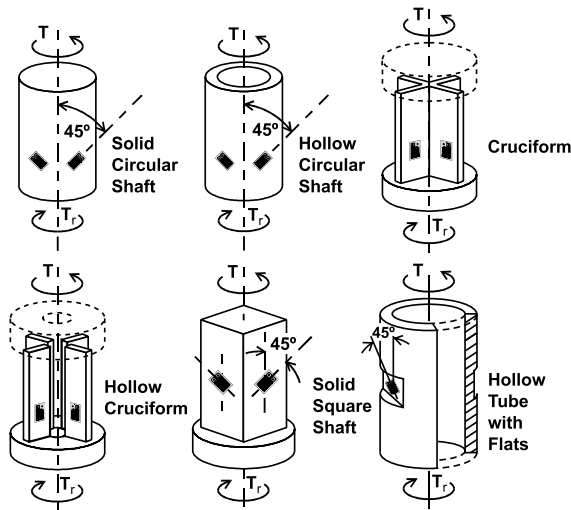 T
45º
Solid
Circular
Shaft
Tr
T
45º
Hollow
Circular
Shaft
Tr
T
Cruciform
Tr
T
Hollow
Cruciform
Tr
T
45º
Solid
Square
Shaft
Tr
T
45º
Hollow
Tube
with
Flats
Tr